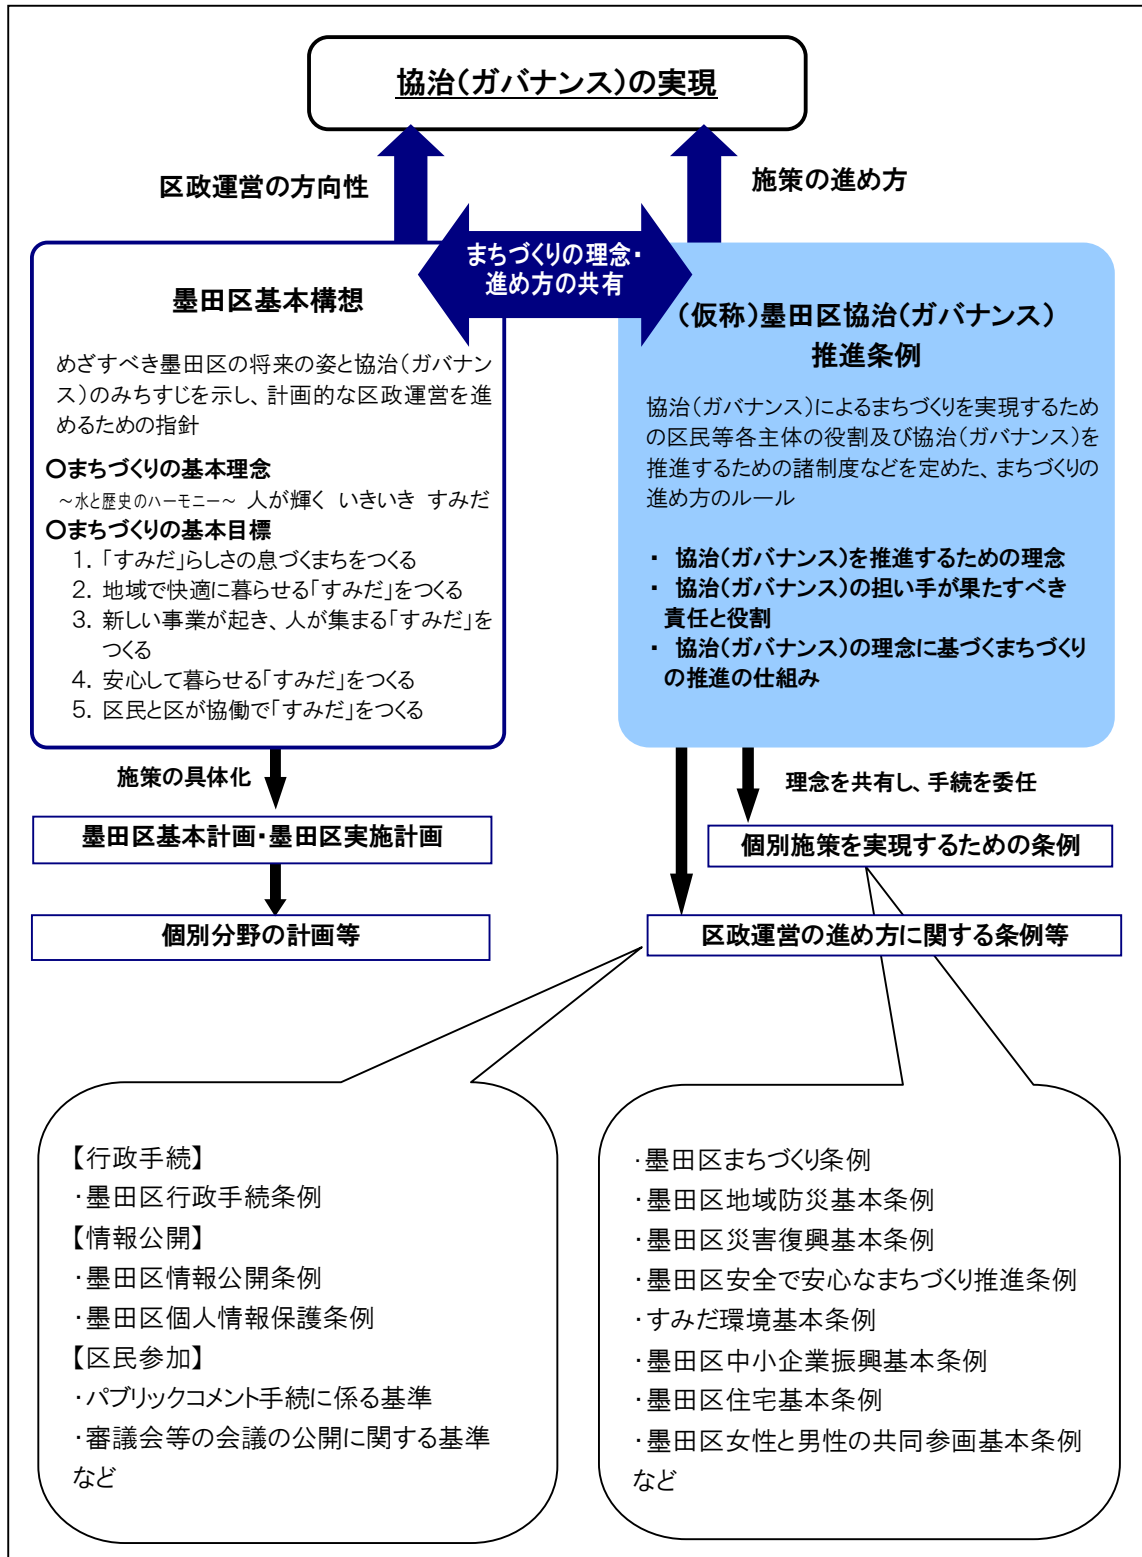 協治(ガバナンス)の実現
区政運営の方向性
施策の進め方
まちづくりの理念・
進め方の共有
墨田区基本構想
めざすべき墨田区の将来の姿と協治(ガバナン
ス)のみちすじを示し、計画的な区政運営を進
めるための指針
○まちづくりの基本理念
～水と歴史のハーモニー～ 人が輝く いきいき すみだ
○まちづくりの基本目標
1. 「すみだ」らしさの息づくまちをつくる
2. 地域で快適に暮らせる「すみだ」をつくる
3. 新しい事業が起き、人が集まる「すみだ」を
つくる
4. 安心して暮らせる「すみだ」をつくる
5. 区民と区が協働で「すみだ」をつくる
(仮称)墨田区協治(ガバナンス)
推進条例
協治(ガバナンス)によるまちづくりを実現するため
の区民等各主体の役割及び協治(ガバナンス)を
推進するための諸制度などを定めた、まちづくりの
進め方のルール
・ 協治(ガバナンス)を推進するための理念
・ 協治(ガバナンス)の担い手が果たすべき
責任と役割
・ 協治(ガバナンス)の理念に基づくまちづくり
の推進の仕組み
施策の具体化
理念を共有し、手続を委任
墨田区基本計画・墨田区実施計画
個別施策を実現するための条例
個別分野の計画等
区政運営の進め方に関する条例等
【行政手続】
・墨田区行政手続条例
【情報公開】
・墨田区情報公開条例
・墨田区個人情報保護条例
【区民参加】
・パブリックコメント手続に係る基準
・審議会等の会議の公開に関する基準
など
・墨田区まちづくり条例
・墨田区地域防災基本条例
・墨田区災害復興基本条例
・墨田区安全で安心なまちづくり推進条例
・すみだ環境基本条例
・墨田区中小企業振興基本条例
・墨田区住宅基本条例
・墨田区女性と男性の共同参画基本条例
など